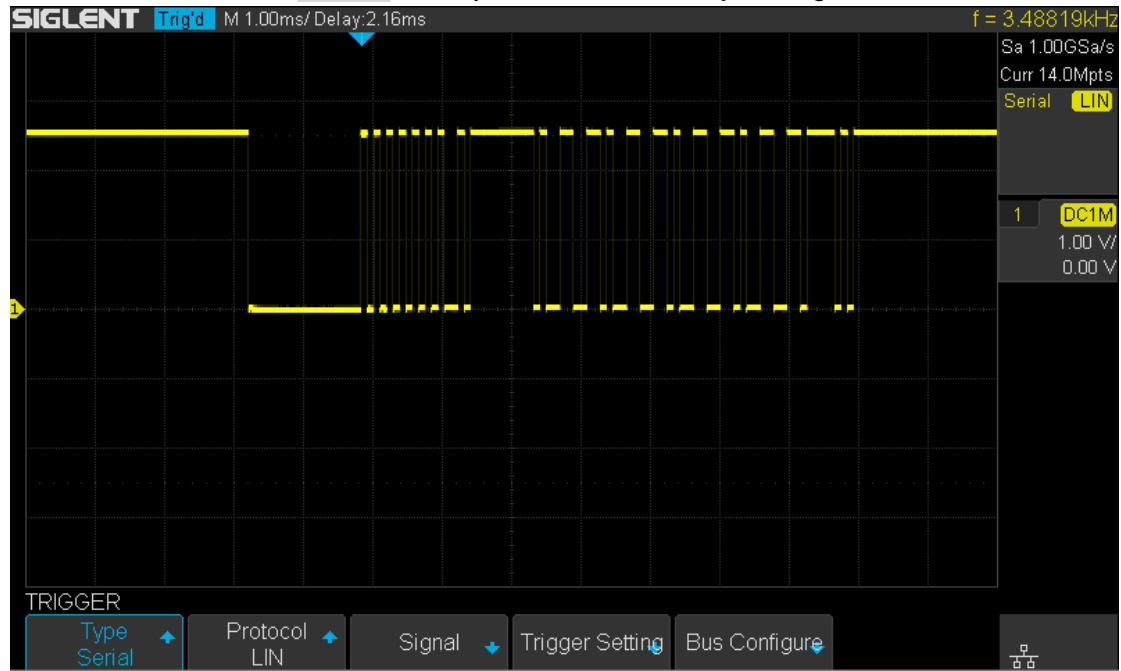 SIGLENT Trig'd M 1.00ms/ Delay:2.16ms f = 3.48819kHz
Sa 1.00GSa/s
Curr 14.0Mpts
Serial LIN
1 DC1M
1.00 V/
0.00 V
1
TRIGGER
Type Protocol Signal Trigger Setting Bus Configure
Serial LIN